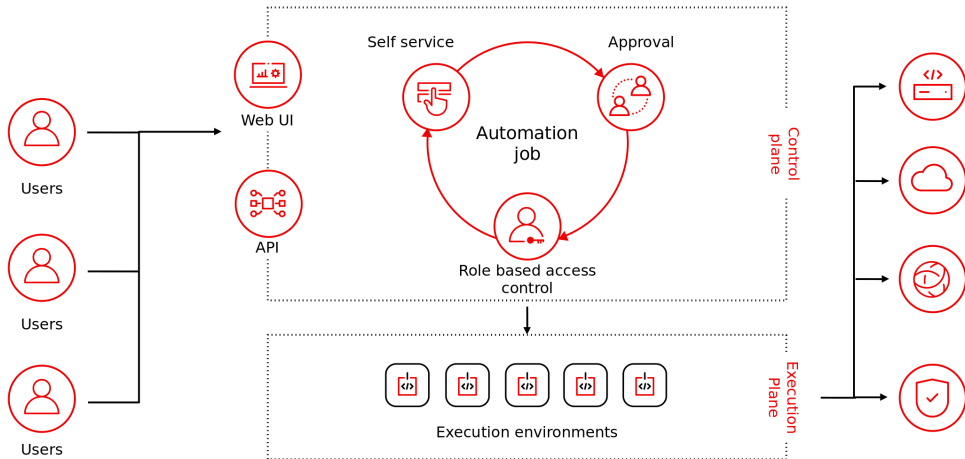 Self service
Approval
Web UI
Automation
job
Control
plane
Users
API
Role based access
control
Users
Execution
Plane
Execution environments
Users